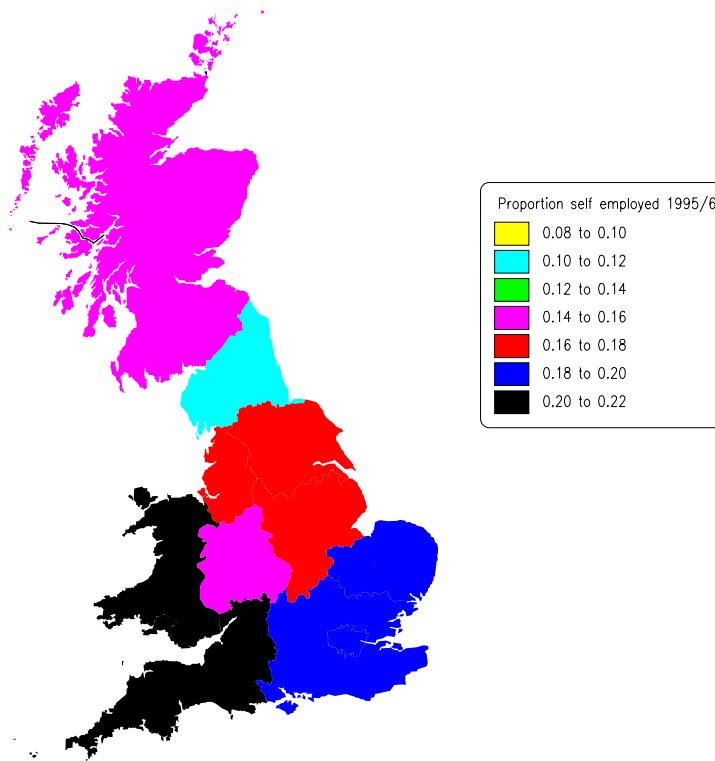 Proportion self employed 1995/6
0.08 to 0.10
0.10 to 0.12
0.12 to 0.14
0.14 to 0.16
0.16 to 0.18
0.18 to 0.20
0.20 to 0.22